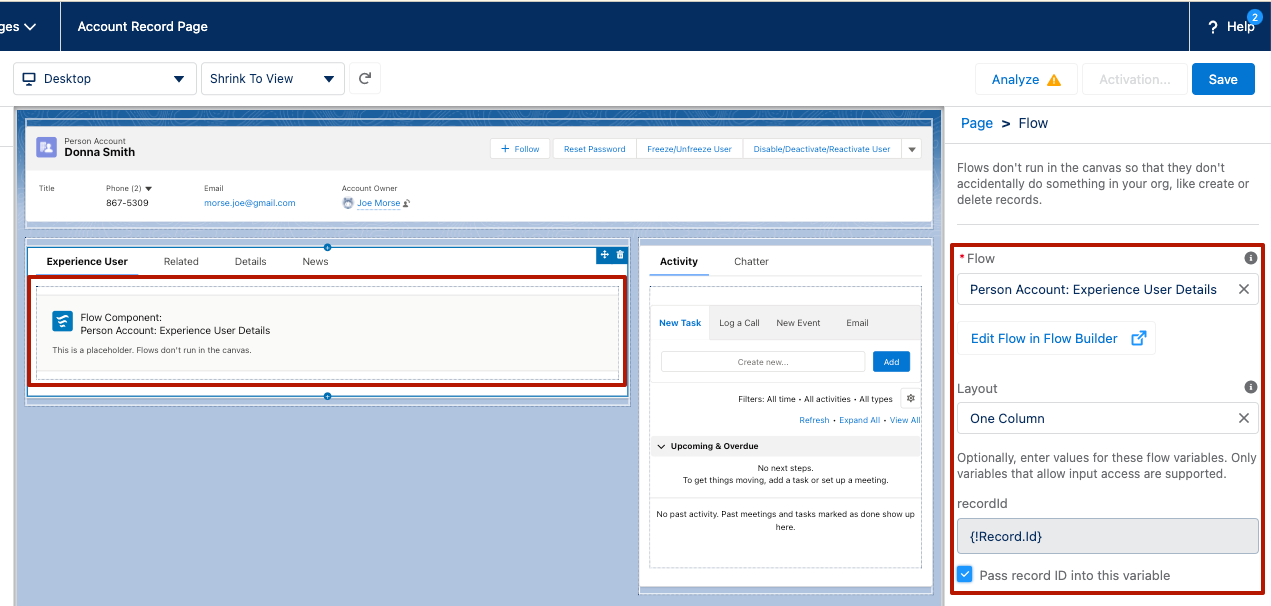 ges
Account Record Page
? Help
2
Desktop
Shrink To View
Analyze
Activation...
Save
Page > Flow
Flows don't run in the canvas so that they don't
accidentally do something in your org, like create or
delete records.
Person Account
Donna Smith
+ Follow
Reset Password
Freeze/Unfreeze User
Disable/Deactivate/Reactivate User
Title
Phone (2)
Email
Account Owner
867-5309
morse.joe@gmail.com
Joe Morse
Experience User
Related
Details
News
Flow Component:
Person Account: Experience User Details
This is a placeholder. Flows don't run in the canvas.
Activity
Chatter
New Task
Log a Call
New Event
Email
Create new...
Add
Filters: All time • All activities • All types
Refresh • Expand All • View All
Upcoming & Overdue
No next steps.
To get things moving, add a task or set up a meeting.
No past activity. Past meetings and tasks marked as done show up
here.
* Flow
Person Account: Experience User Details
Edit Flow in Flow Builder
Layout
One Column
Optionally, enter values for these flow variables. Only
variables that allow input access are supported.
recordId
{!Record.Id}
Pass record ID into this variable